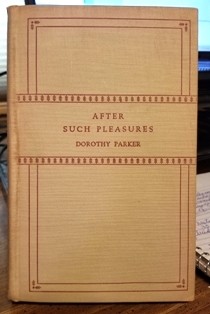 AFTER
SUCH PLEASURES
DOROTHY PARKER